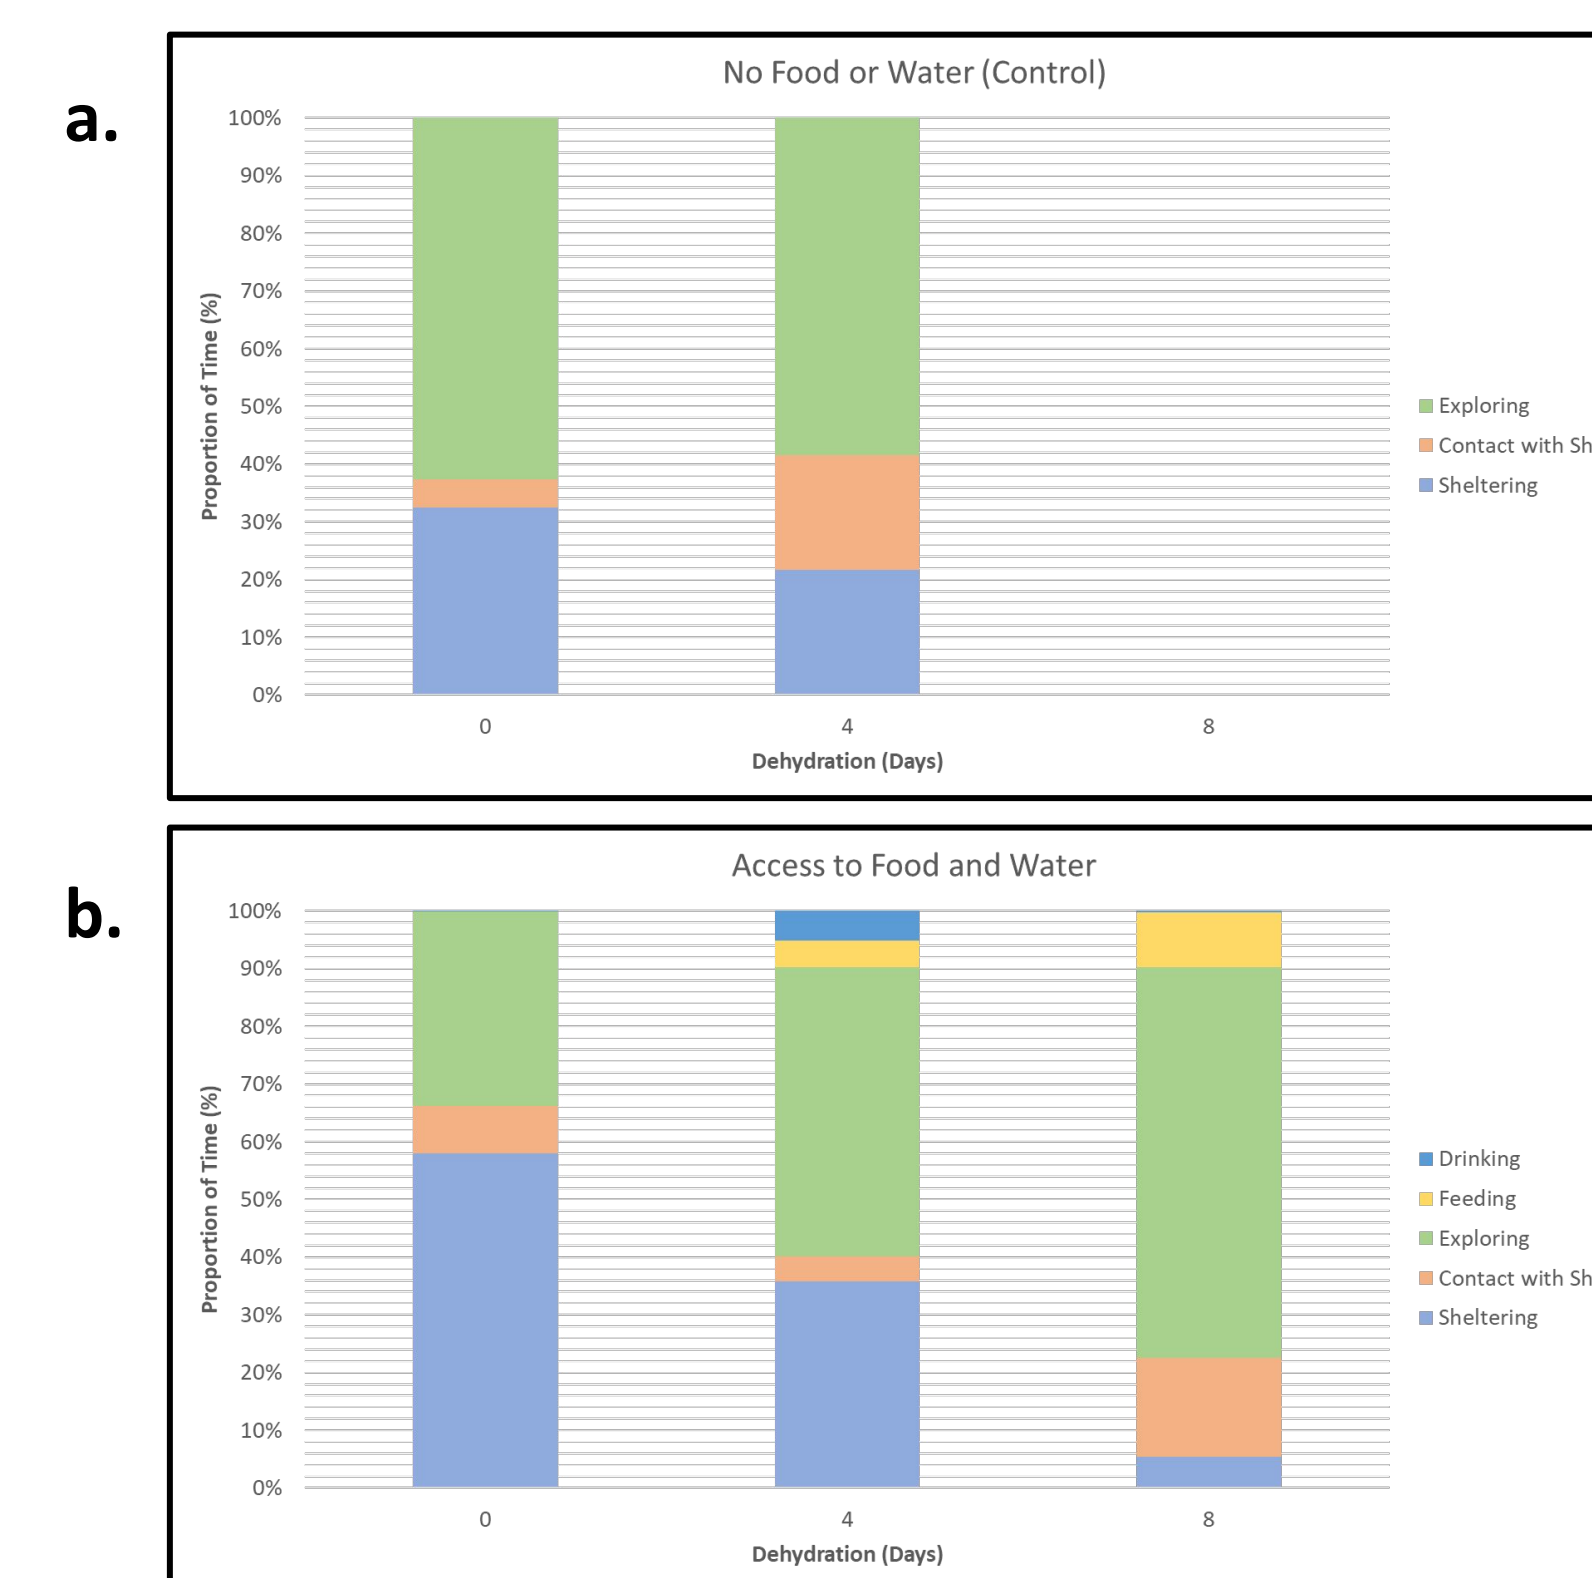 a.
No Food or Water (Control)
100%
90%
80%
70%
60%
50%
40%
30%
20%
10%
0%
Proportion of Time (%)
0 4 8
Dehydration (Days)
Exploring
Contact with Sh
Sheltering
b.
Access to Food and Water
100%
90%
80%
70%
60%
50%
40%
30%
20%
10%
0%
Proportion of Time (%)
0 4 8
Dehydration (Days)
Drinking
Feeding
Exploring
Contact with Sh
Sheltering